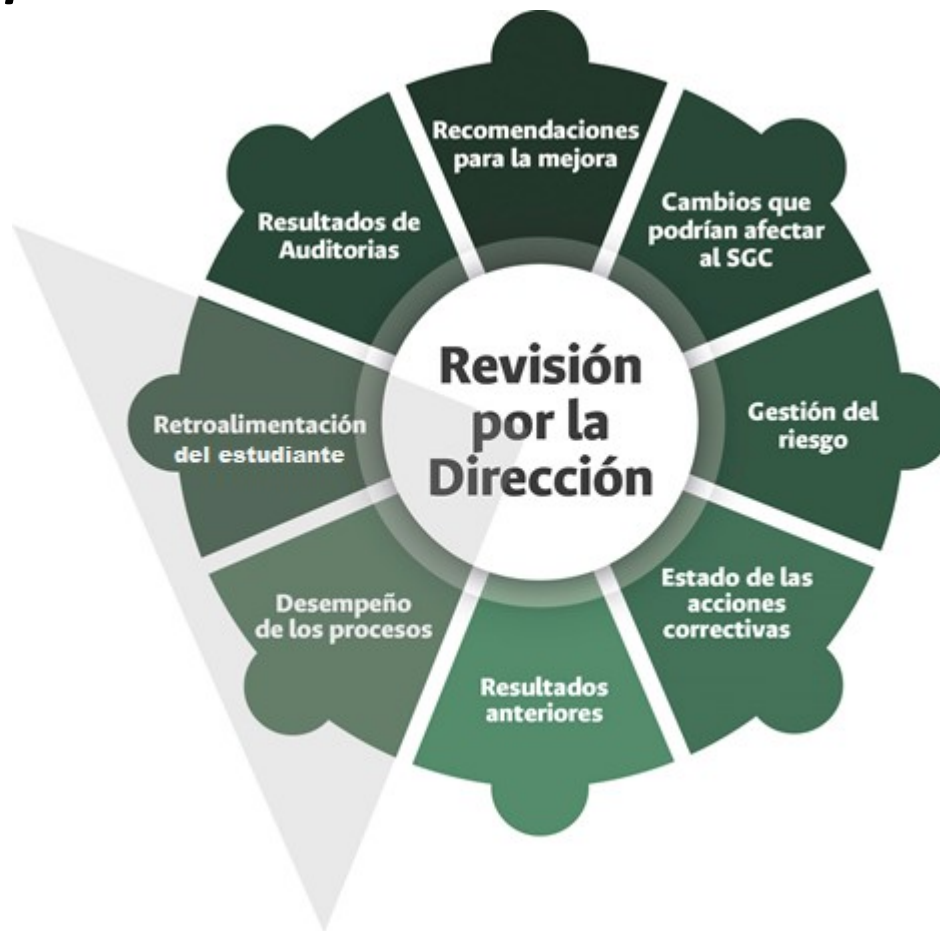 Recomendaciones
para la mejora
Cambios que
podrían afectar
al SGC
Gestión del
riesgo
Estado de las
acciones
correctivas
Resultados
anteriores
Desempeño
de los procesos
Retroalimentación
del estudiante
Resultados de
Auditorias
Revisión
por la
Dirección